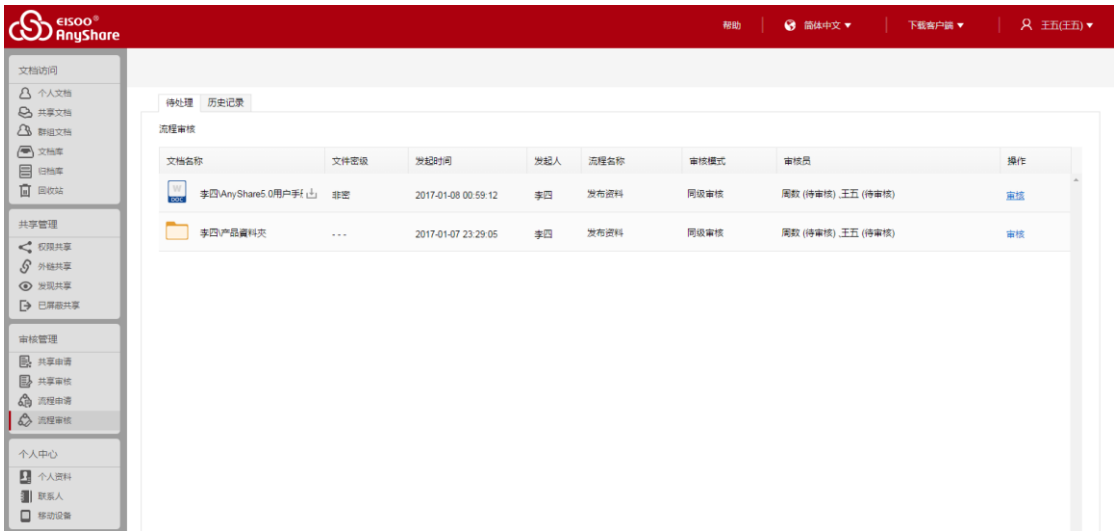 EISOO®
AnyShare
帮助 简体中文 下载客户端 王五(王五)
文档访问
个人文档
共享文档
群组文档
文档库
归档库
回收站
共享管理
权限共享
外链共享
发现共享
已屏蔽共享
审核管理
共享申请
共享审核
流程申请
流程审核
个人中心
个人资料
联系人
移动设备
待处理 历史记录
流程审核
文档名称 文件密级 发起时间 发起人 流程名称 审核模式 审核员 操作
W DOC 李四\AnyShare5.0用户手 非密 2017-01-08 00:59:12 李四 发布资料 同级审核 周数 (待审核) ,王五 (待审核) 审核
李四\产品資料夹 - - - 2017-01-07 23:29:05 李四 发布资料 同级审核 周数 (待审核) ,王五 (待审核) 审核